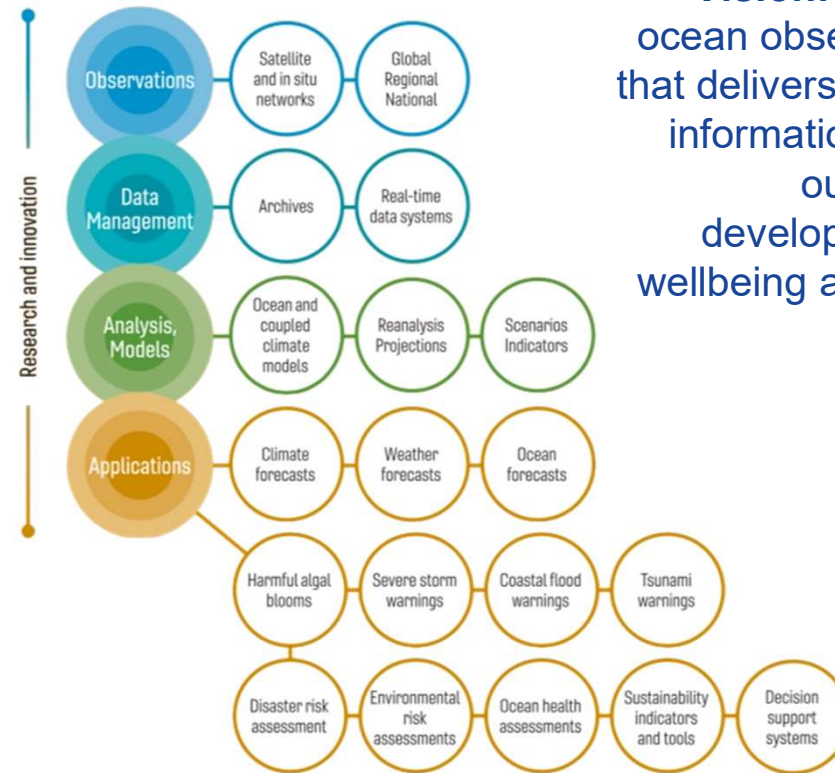 ocean obse
that delivers
informatio
ou
develop
wellbeing a
Research and innovation
Observations
Satellite
and in situ
networks
Global
Regional
National
Data
Management
Archives
Real-time
data systems
Analysis,
Models
Ocean and
coupled
climate
models
Reanalysis
Projections
Scenarios
Indicators
Applications
Climate
forecasts
Weather
forecasts
Ocean
forecasts
Harmful algal
blooms
Severe storm
warnings
Coastal flood
warnings
Tsunami
warnings
Disaster risk
assessment
Environmental
risk
assessments
Ocean health
assessments
Sustainability
indicators
and tools
Decision
support
systems